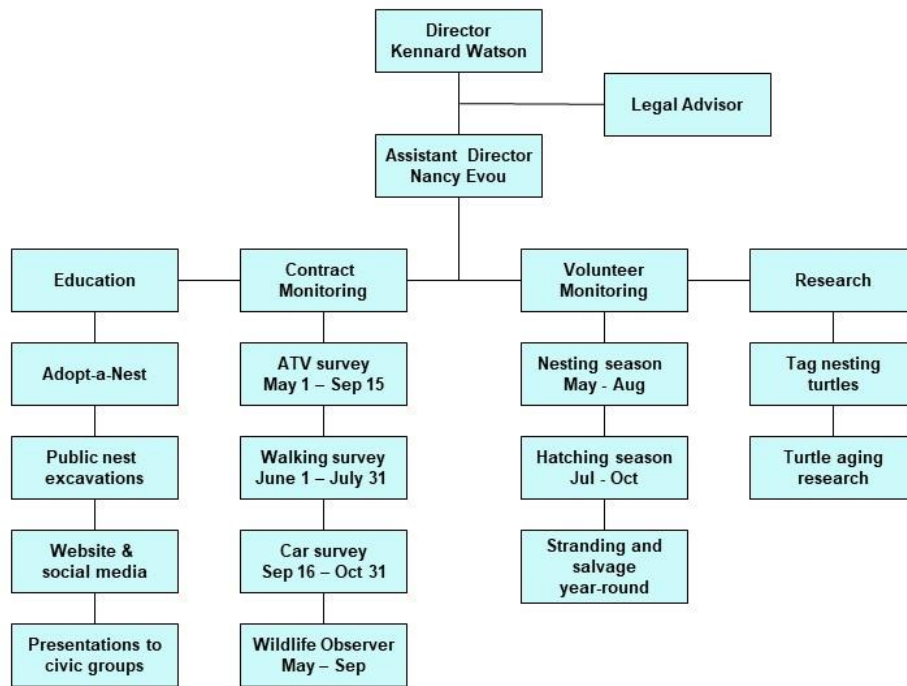 Director
Kennard Watson
Legal Advisor
Assistant Director
Nancy Evou
Education
Contract
Monitoring
Volunteer
Monitoring
Research
Adopt-a-Nest
ATV survey
May 1 – Sep 15
Nesting season
May - Aug
Tag nesting
turtles
Public nest
excavations
Walking survey
June 1 – July 31
Hatching season
Jul - Oct
Turtle aging
research
Website &
social media
Car survey
Sep 16 – Oct 31
Stranding and
salvage
year-round
Presentations to
civic groups
Wildlife Observer
May – Sep